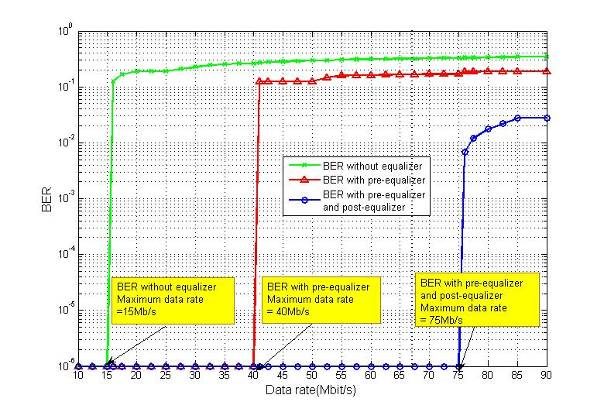 10^0
10^-1
10^-2
10^-3
10^-4
10^-5
10^-6
BER
BER without equalizer
BER with pre-equalizer
BER with pre-equalizer
and post-equalizer
BER without equalizer
Maximum data rate
=15Mb/s
BER with pre-equalizer
Maximum data rate
= 40Mb/s
BER with pre-equalizer
and post-equalizer
Maximum data rate
= 75Mb/s
10 15 20 25 30 35 40 45 50 55 60 65 70 75 80 85 90
Data rate(Mbit/s)